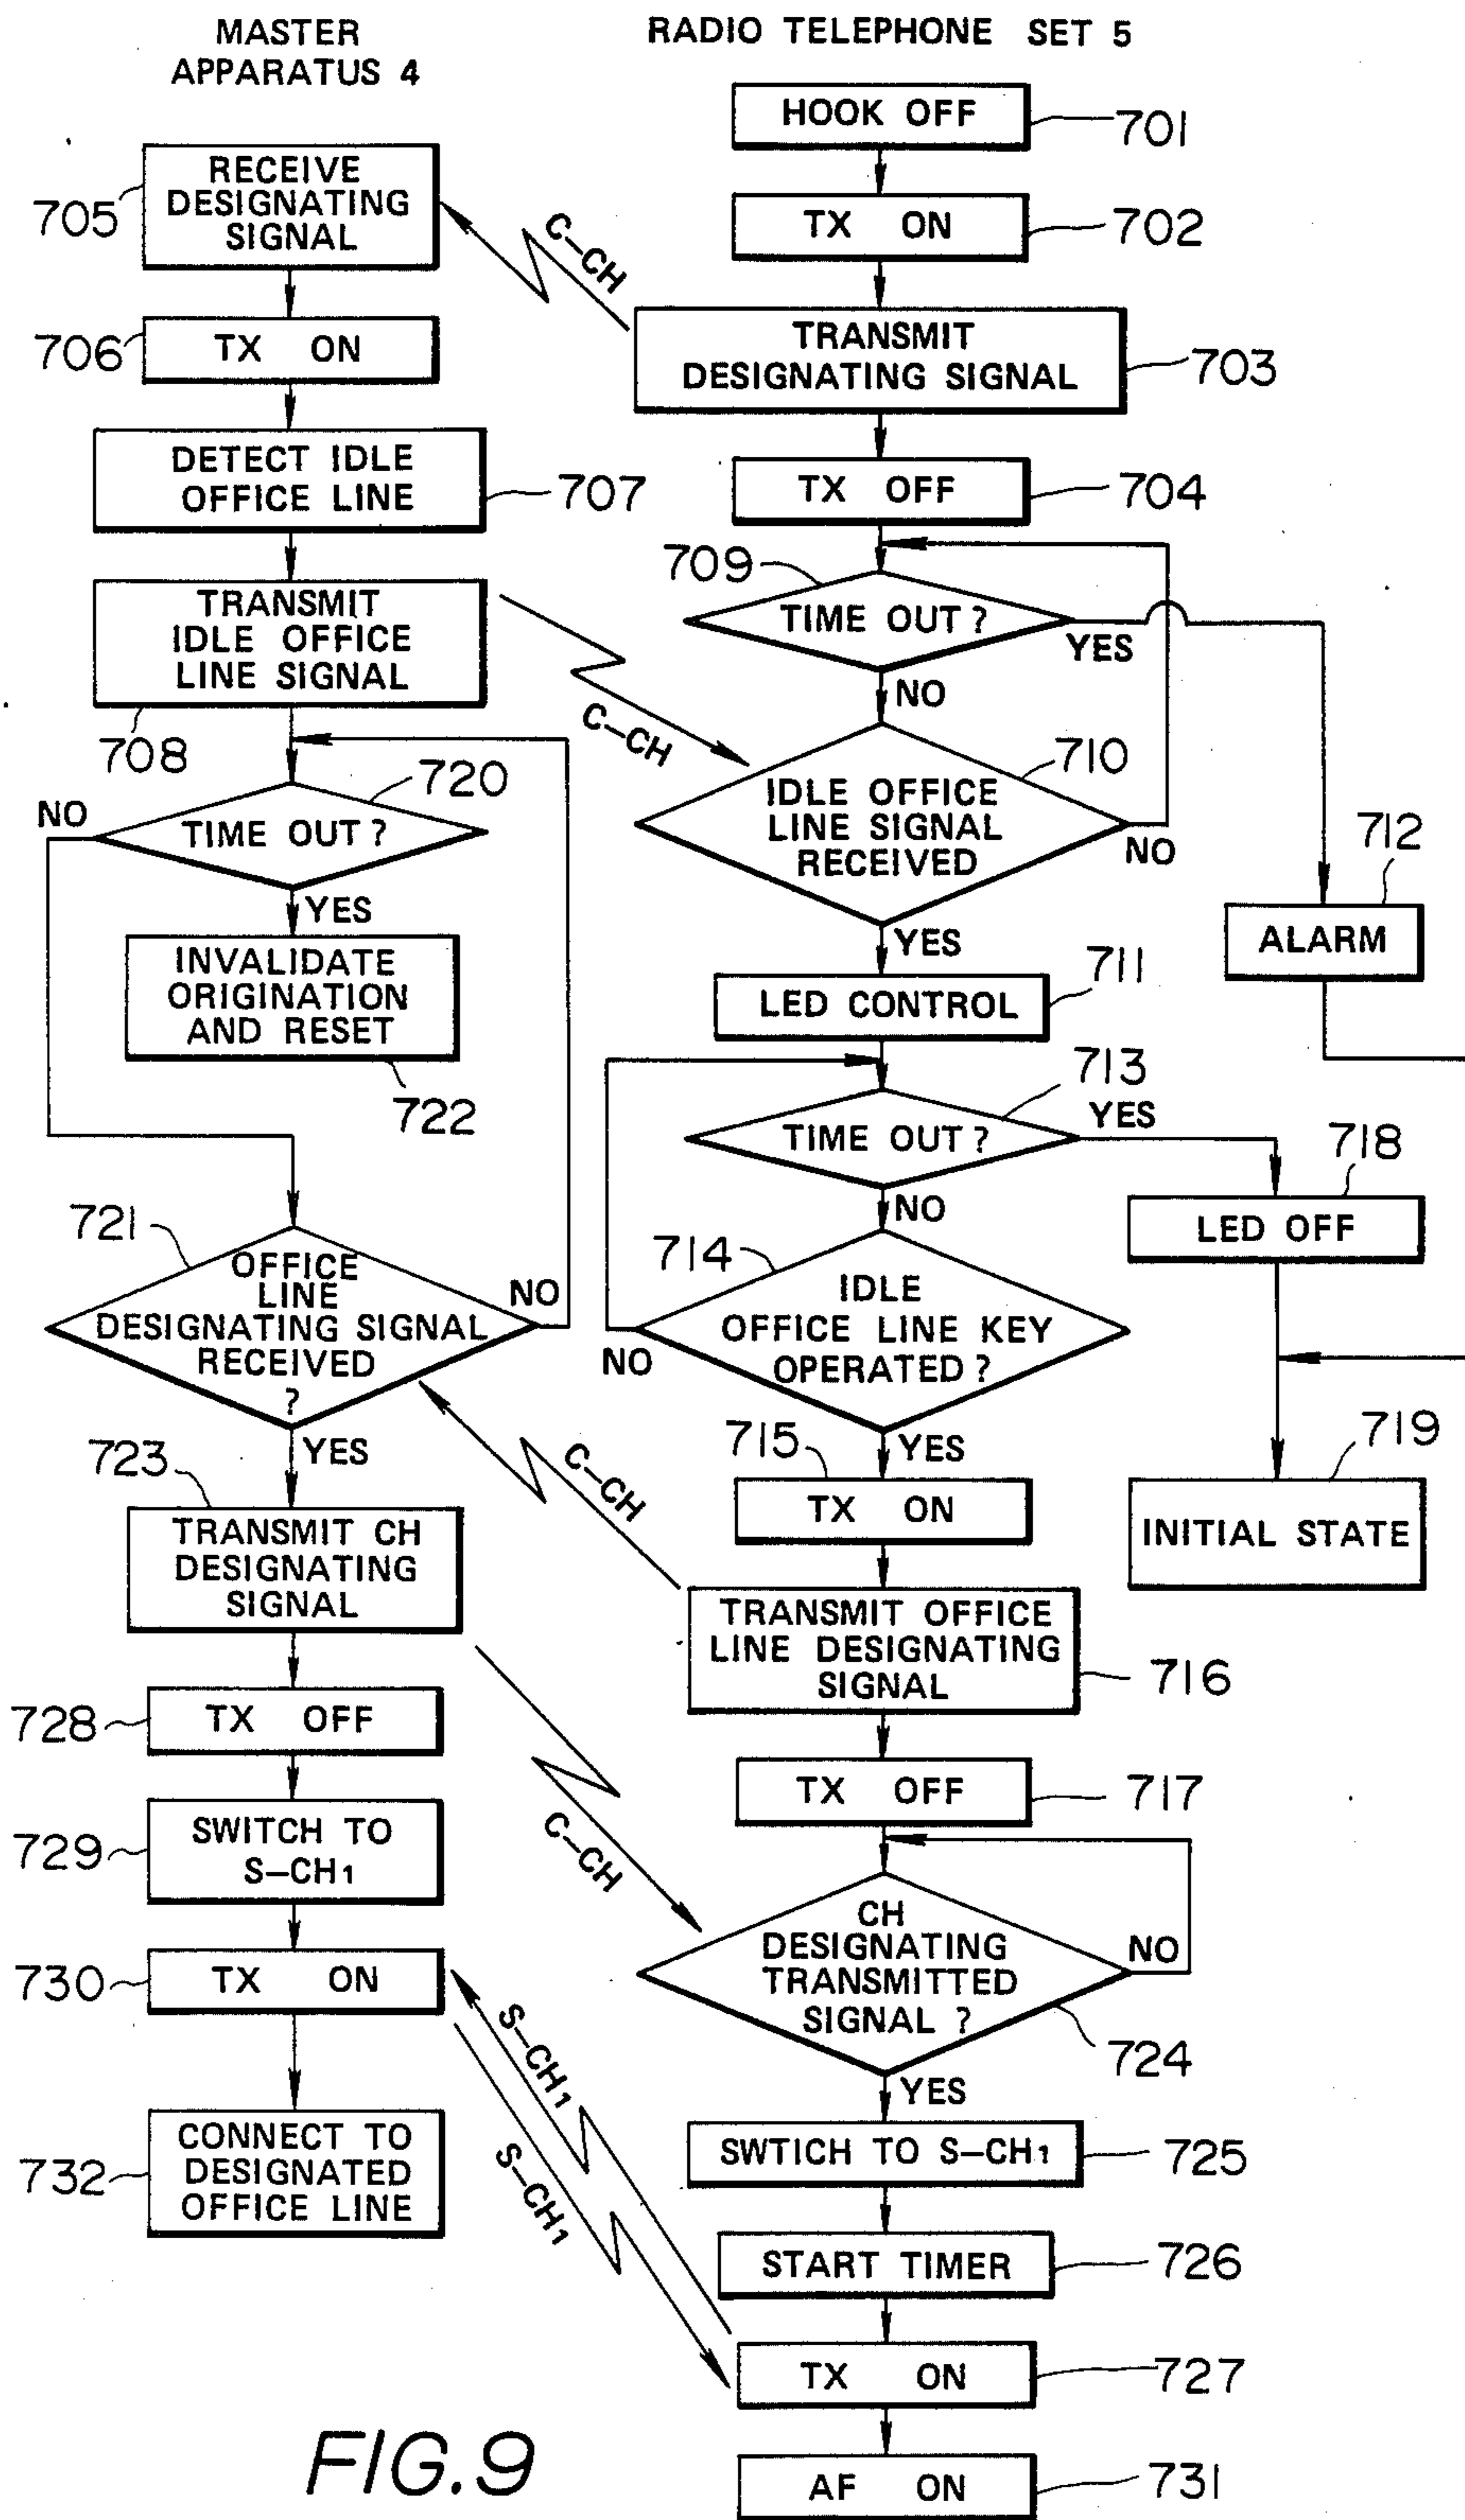 MASTER
APPARATUS 4
RECEIVE
DESIGNATING
SIGNAL
705
TX ON
706
DETECT IDLE
OFFICE LINE
707
TRANSMIT
IDLE OFFICE
LINE SIGNAL
708
720
NO
TIME OUT ?
YES
INVALIDATE
ORIGINATION
AND RESET
722
721
OFFICE
LINE
DESIGNATING SIGNAL
RECEIVED
?
NO
YES
723
TRANSMIT CH
DESIGNATING
SIGNAL
728
TX OFF
729
SWITCH TO
S-CH1
730
TX ON
732
CONNECT TO
DESIGNATED
OFFICE LINE
C-CH
C-CH
C-CH
C-CH
S-CH1
S-CH1
RADIO TELEPHONE SET 5
HOOK OFF
701
TX ON
702
TRANSMIT
DESIGNATING SIGNAL
703
TX OFF
704
709
TIME OUT ?
YES
NO
710
IDLE OFFICE
LINE SIGNAL
RECEIVED
NO
YES
712
ALARM
711
LED CONTROL
713
TIME OUT ?
YES
NO
718
LED OFF
714
IDLE
OFFICE LINE KEY
OPERATED ?
NO
YES
719
INITIAL STATE
715
TX ON
TRANSMIT OFFICE
LINE DESIGNATING
SIGNAL
716
TX OFF
717
CH
DESIGNATING
TRANSMITTED
SIGNAL ?
NO
724
YES
SWTICH TO S-CH1
725
START TIMER
726
TX ON
727
AF ON
731
FIG.9